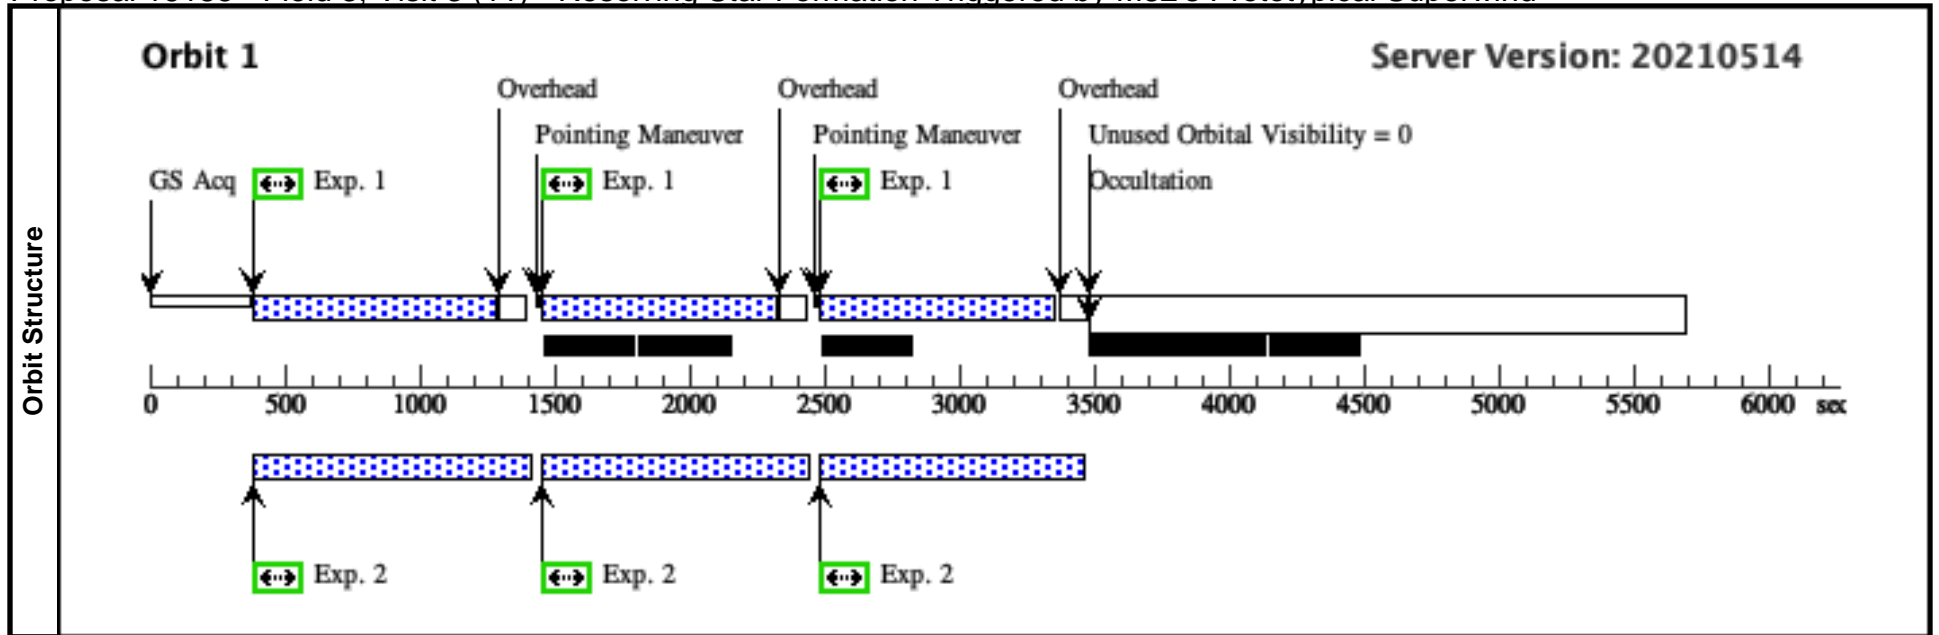 Orbit 1
Server Version: 20210514
Overhead Overhead Overhead
Pointing Maneuver Pointing Maneuver Unused Orbital Visibility = 0
GS Acq Exp. 1 Exp. 1 Exp. 1 Occultation
Orbit Structure
0 500 1000 1500 2000 2500 3000 3500 4000 4500 5000 5500 6000 sec
Exp. 2 Exp. 2 Exp. 2